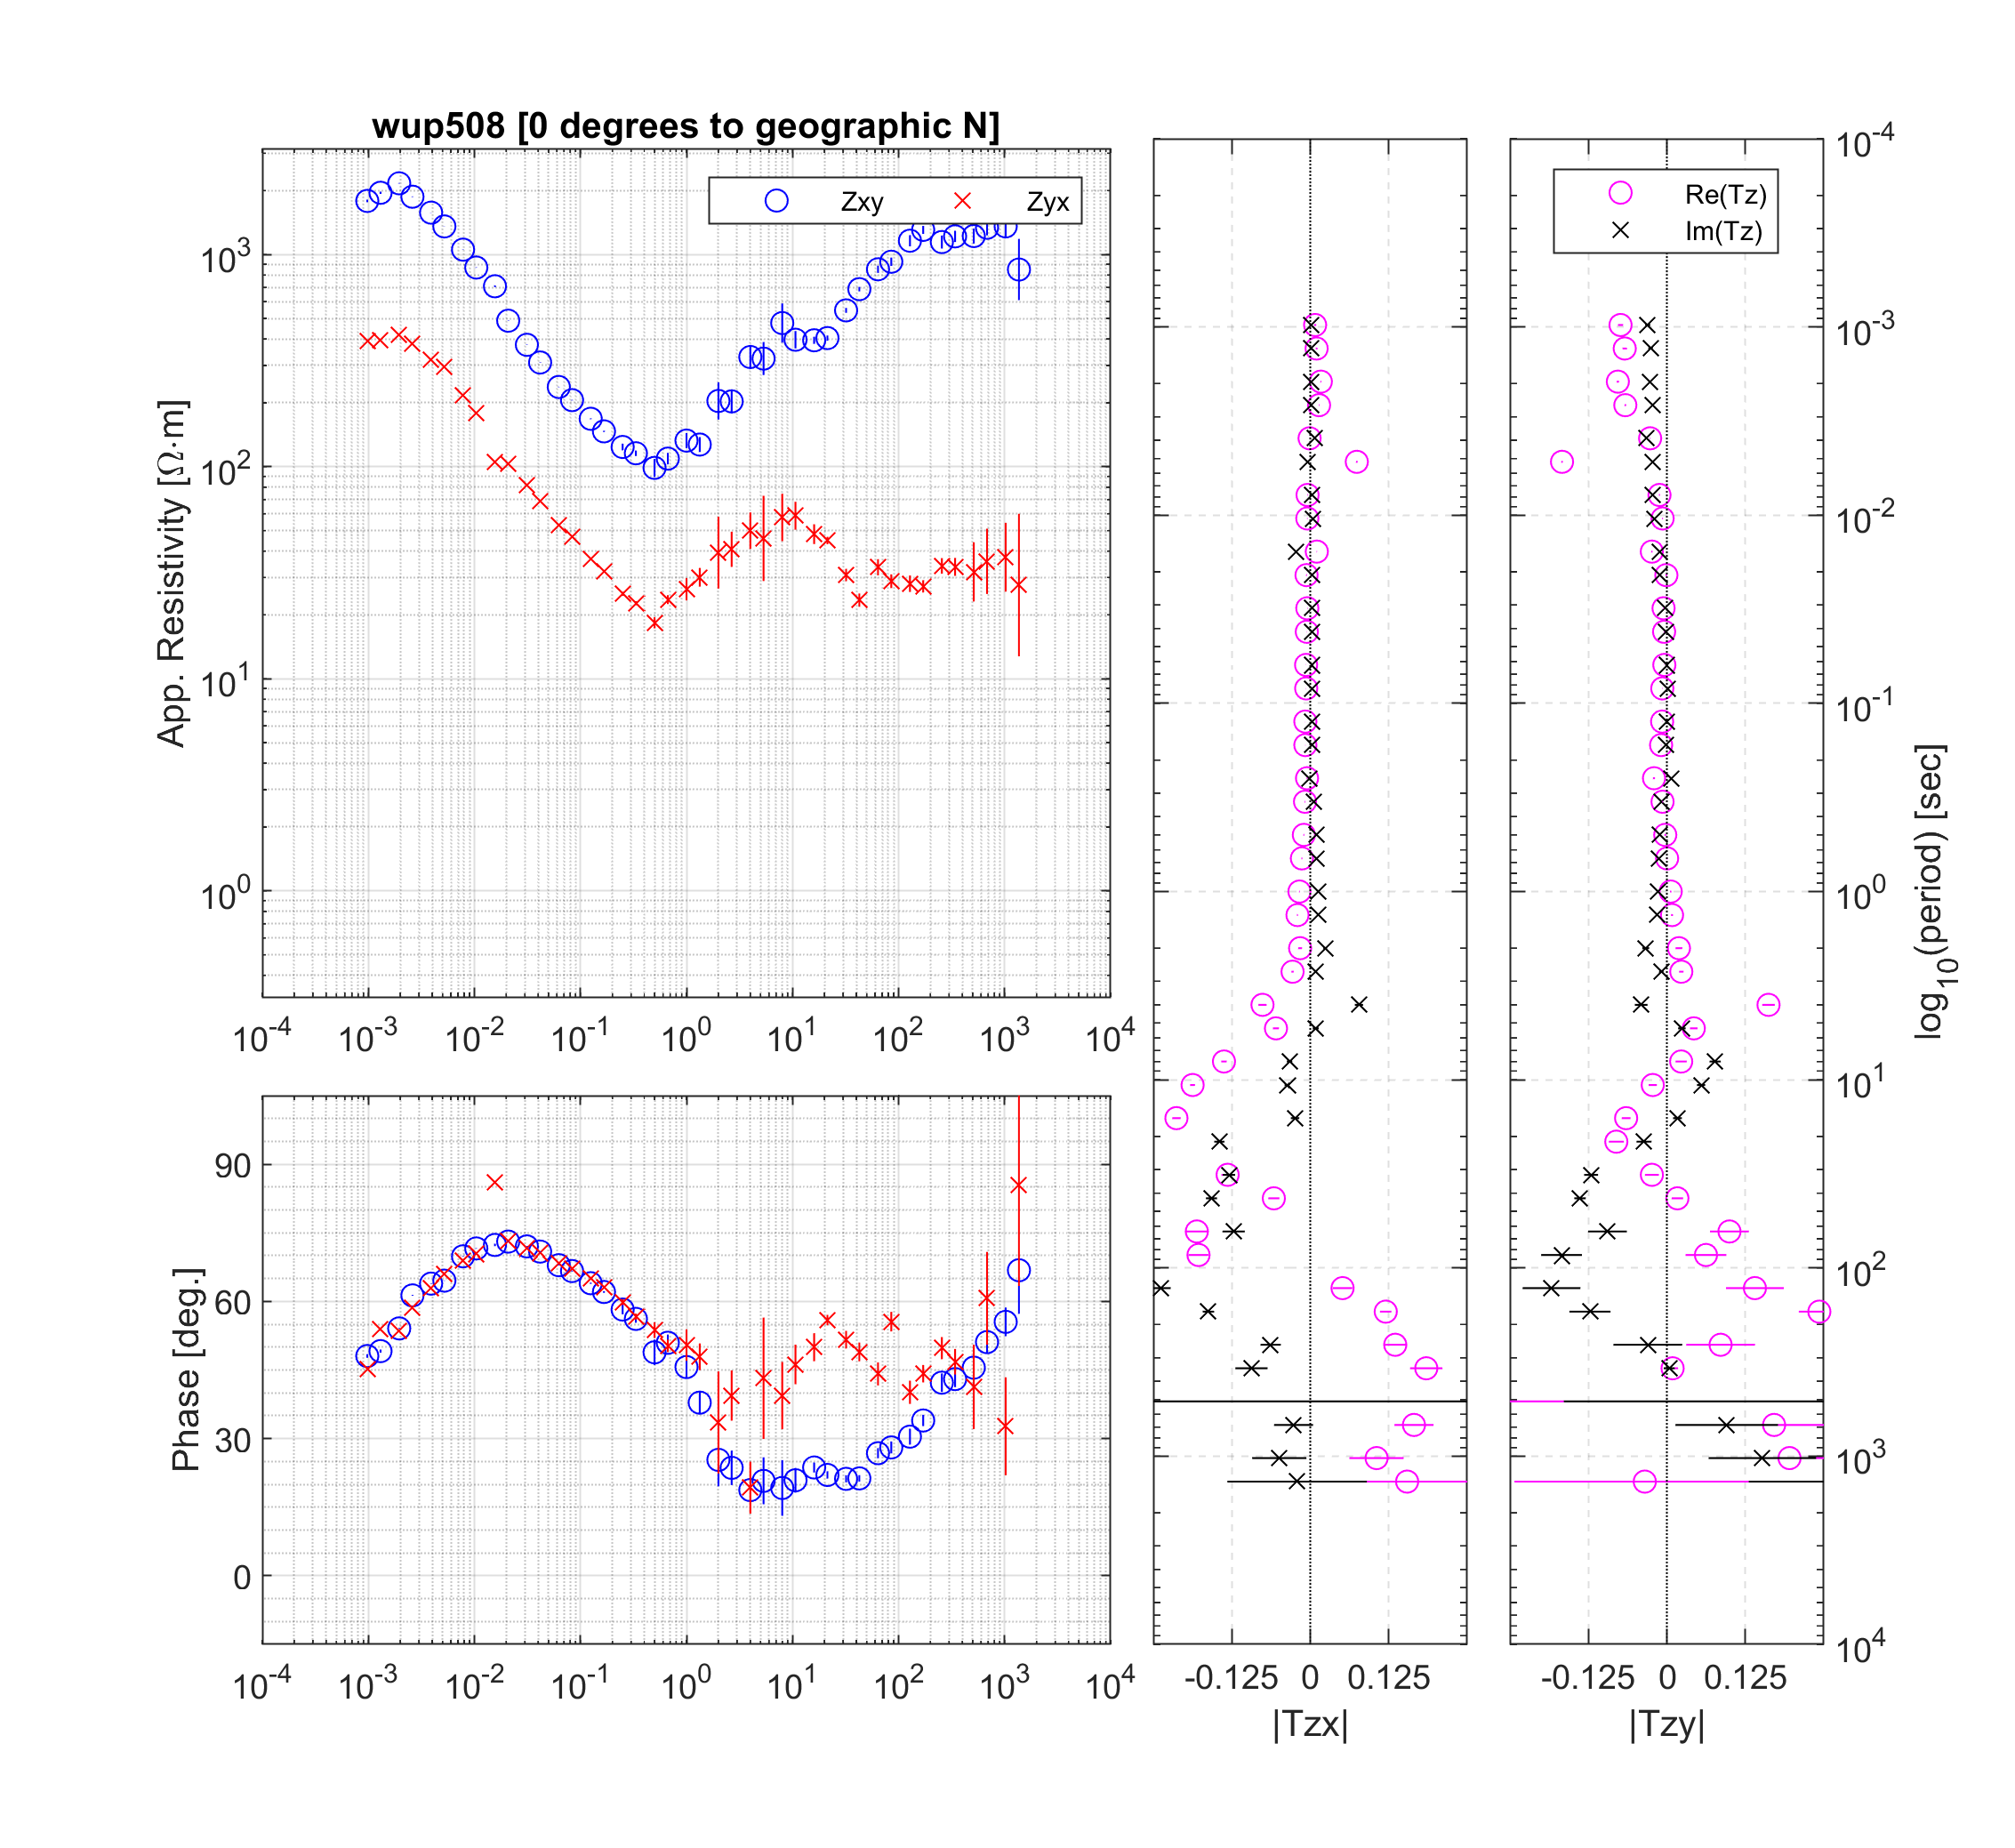 wup508 [0 degrees to geographic N]
Zxy Zyx
App. Resistivity [Ω·m]
10^3
10^2
10^1
10^0
10^-4 10^-3 10^-2 10^-1 10^0 10^1 10^2 10^3 10^4
Phase [deg.]
90
60
30
0
10^-4 10^-3 10^-2 10^-1 10^0 10^1 10^2 10^3 10^4
-0.125 0 0.125
|Tzx|
Re(Tz)
Im(Tz)
-0.125 0 0.125
|Tzy|
10^-4
10^-3
10^-2
10^-1
10^0
10^1
10^2
10^3
10^4
log_10(period) [sec]